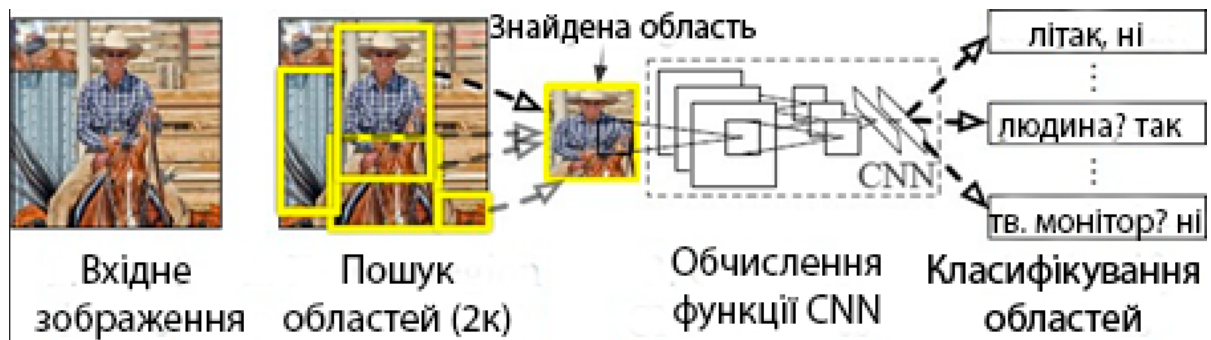 Знайдена область
літак, ні
людина? так
CNN
тв. монітор? ні
Вхідне
зображення
Пошук
областей (2к)
Обчислення
функції CNN
Класифікування
областей